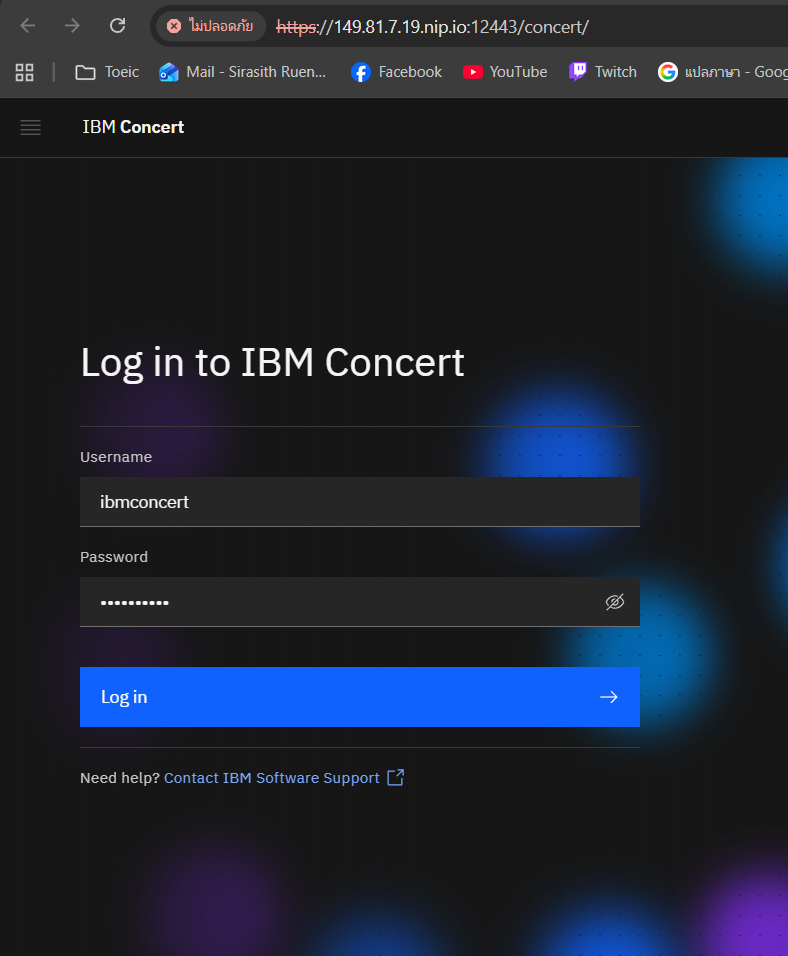 ไม่ปลอดภัย https://149.81.7.19.nip.io:12443/concert/
Toeic Mail - Sirasith Ruen... Facebook YouTube Twitch แปลภาษา - Goog
IBM Concert
Log in to IBM Concert
Username
ibmconcert
Password
••••••••••
Log in
Need help? Contact IBM Software Support